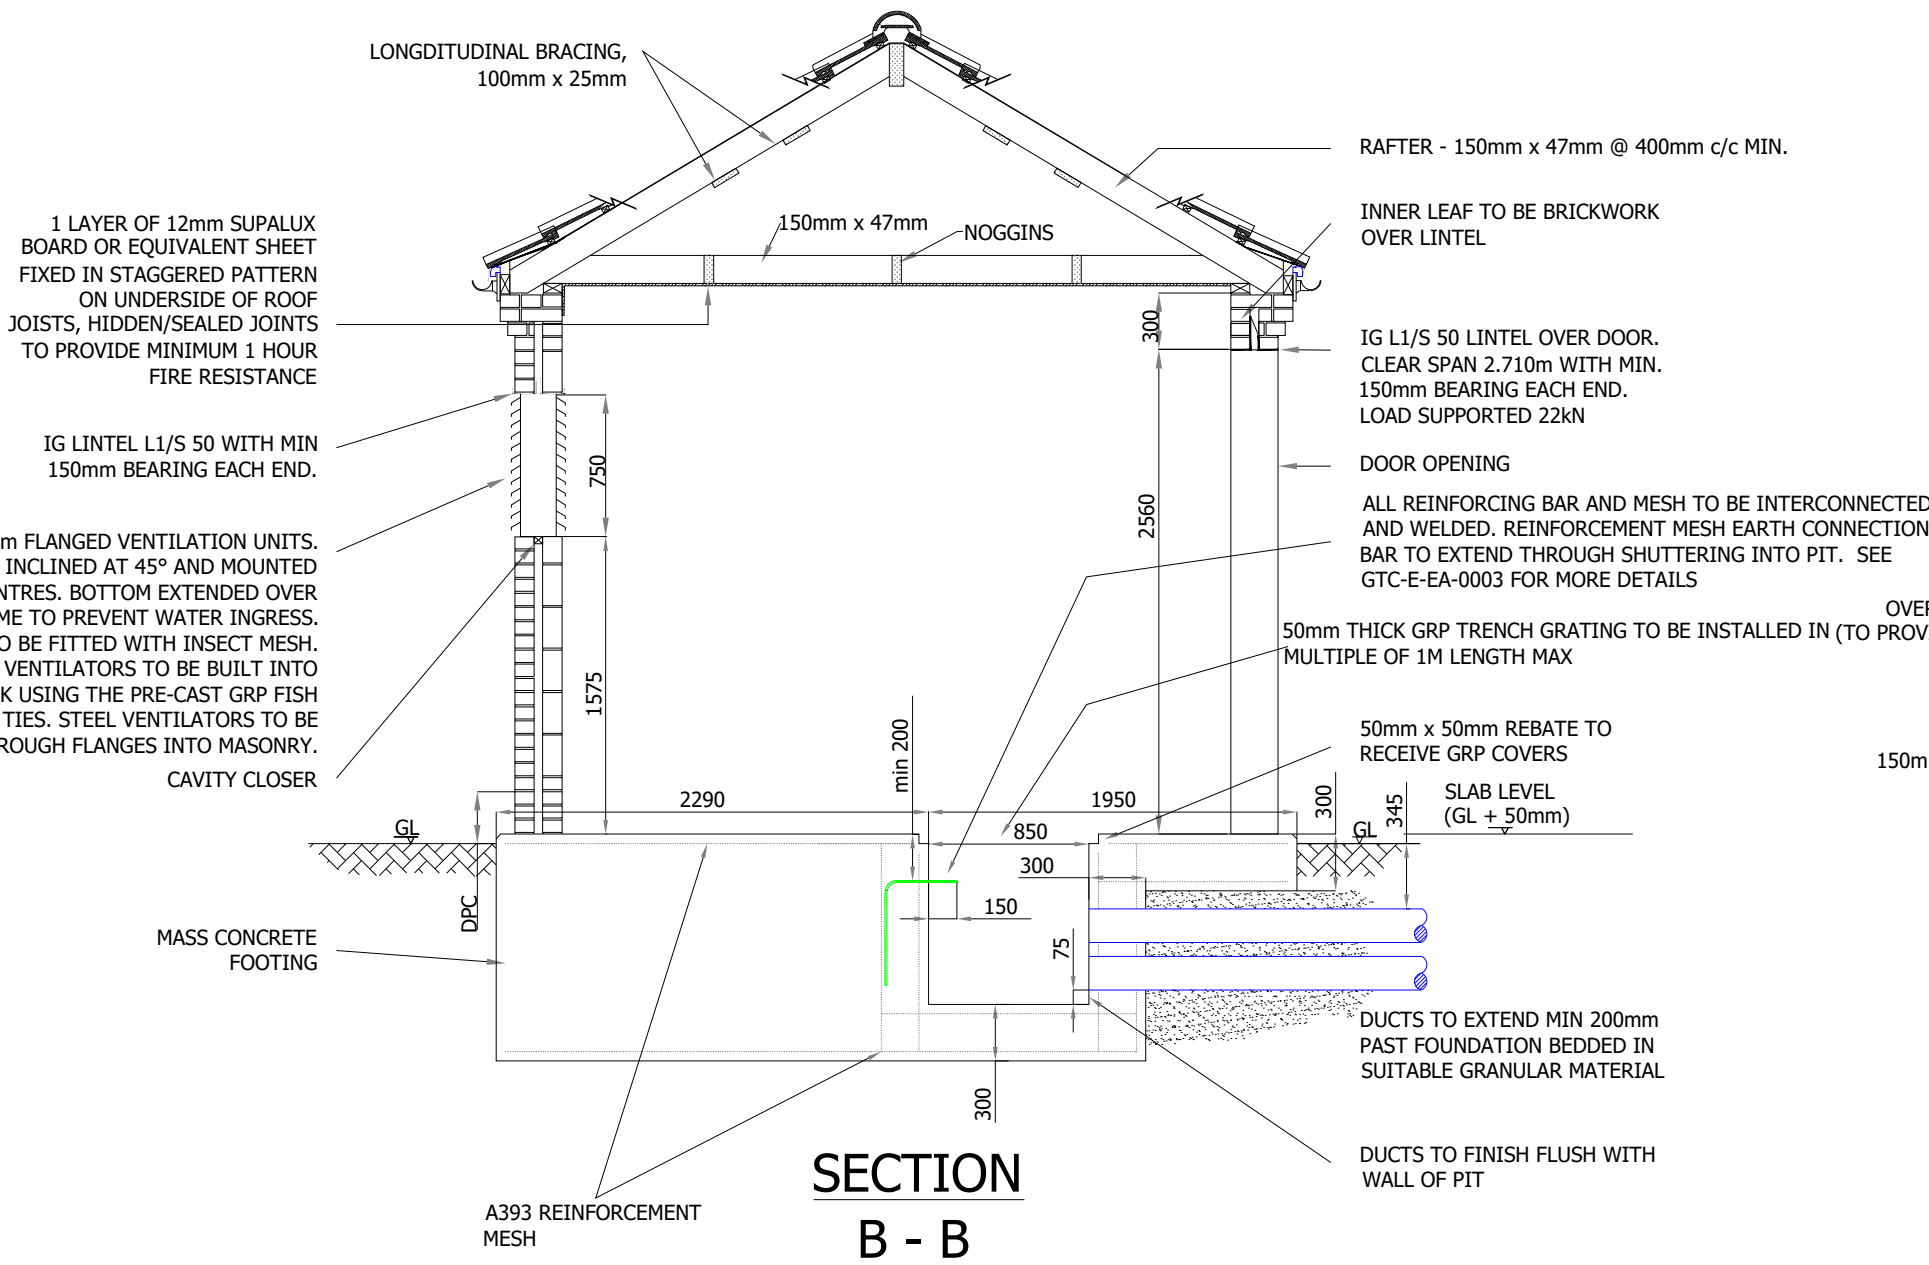 LONGDITUDINAL BRACING,
100mm x 25mm
RAFTER - 150mm x 47mm @ 400mm c/c MIN.
1 LAYER OF 12mm SUPALUX
BOARD OR EQUIVALENT SHEET
FIXED IN STAGGERED PATTERN
ON UNDERSIDE OF ROOF
JOISTS, HIDDEN/SEALED JOINTS
TO PROVIDE MINIMUM 1 HOUR
FIRE RESISTANCE
150mm x 47mm
NOGGINS
INNER LEAF TO BE BRICKWORK
OVER LINTEL
300
IG L1/S 50 LINTEL OVER DOOR.
CLEAR SPAN 2.710m WITH MIN.
150mm BEARING EACH END.
LOAD SUPPORTED 22kN
IG LINTEL L1/S 50 WITH MIN
150mm BEARING EACH END.
750
2560
DOOR OPENING
ALL REINFORCING BAR AND MESH TO BE INTERCONNECTED
AND WELDED. REINFORCEMENT MESH EARTH CONNECTION
BAR TO EXTEND THROUGH SHUTTERING INTO PIT. SEE
GTC-E-EA-0003 FOR MORE DETAILS
m FLANGED VENTILATION UNITS.
INCLINED AT 45° AND MOUNTED
NTRES. BOTTOM EXTENDED OVER
ME TO PREVENT WATER INGRESS.
O BE FITTED WITH INSECT MESH.
VENTILATORS TO BE BUILT INTO
K USING THE PRE-CAST GRP FISH
TIES. STEEL VENTILATORS TO BE
ROUGH FLANGES INTO MASONRY.
CAVITY CLOSER
1575
OVER
50mm THICK GRP TRENCH GRATING TO BE INSTALLED IN
(TO PROV
MULTIPLE OF 1M LENGTH MAX
min 200
50mm x 50mm REBATE TO
RECEIVE GRP COVERS
150m
2290
1950
300
345
SLAB LEVEL
(GL + 50mm)
GL
850
GL
300
DPC
150
75
MASS CONCRETE
FOOTING
DUCTS TO EXTEND MIN 200mm
PAST FOUNDATION BEDDED IN
SUITABLE GRANULAR MATERIAL
300
DUCTS TO FINISH FLUSH WITH
WALL OF PIT
A393 REINFORCEMENT
MESH
SECTION
B - B